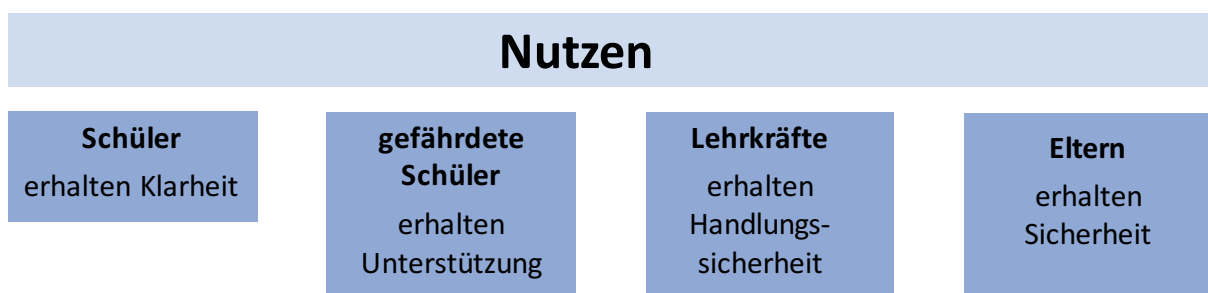 Nutzen
Schüler
erhalten Klarheit
gefährdete
Schüler
erhalten
Unterstützung
Lehrkräfte
erhalten
Handlungs-
sicherheit
Eltern
erhalten
Sicherheit